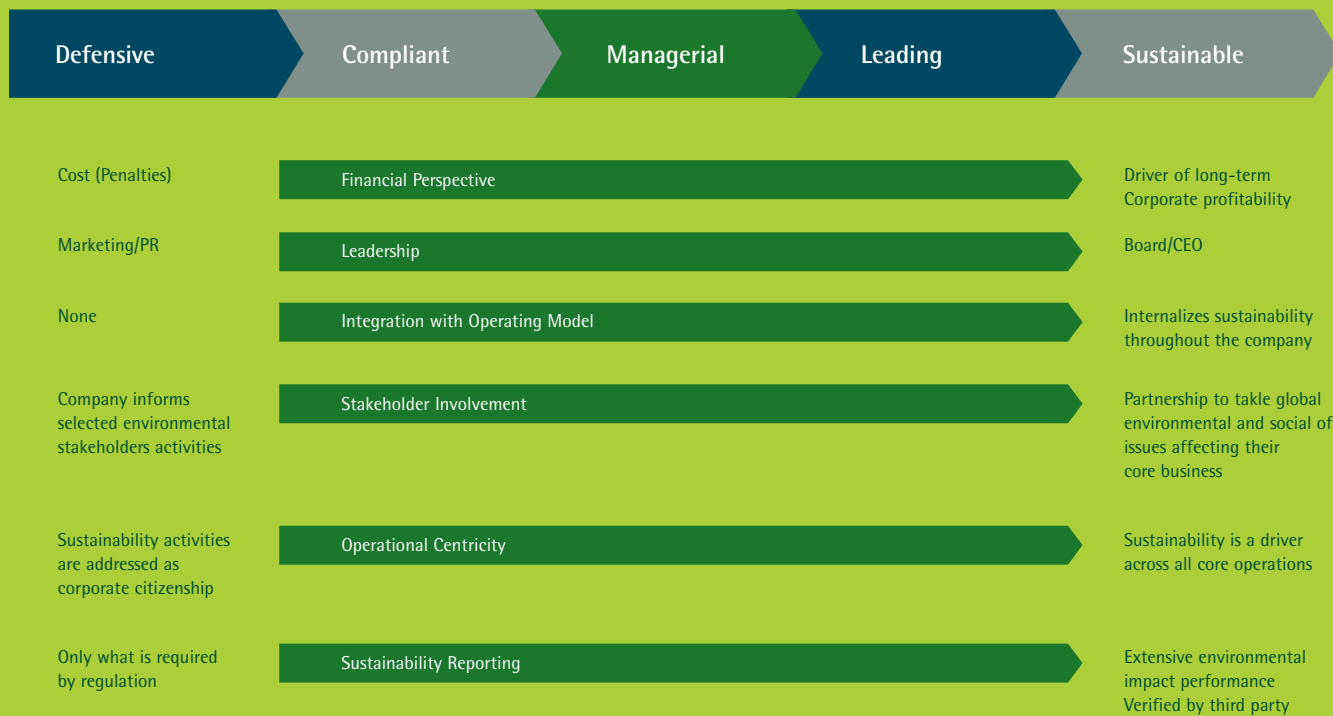 Defensive
Compliant
Managerial
Leading
Sustainable
Cost (Penalties)
Financial Perspective
Driver of long-term
Corporate profitability
Marketing/PR
Leadership
Board/CEO
None
Integration with Operating Model
Internalizes sustainability
throughout the company
Company informs
selected environmental
stakeholders activities
Stakeholder Involvement
Partnership to takle global
environmental and social of
issues affecting their
core business
Sustainability activities
are addressed as
corporate citizenship
Operational Centricity
Sustainability is a driver
across all core operations
Only what is required
by regulation
Sustainability Reporting
Extensive environmental
impact performance
Verified by third party